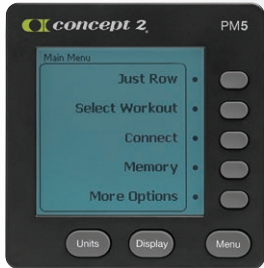 concept 2.
PM5
Main Menu
Just Row
Select Workout
Connect
Memory
More Options
Units
Display
Menu